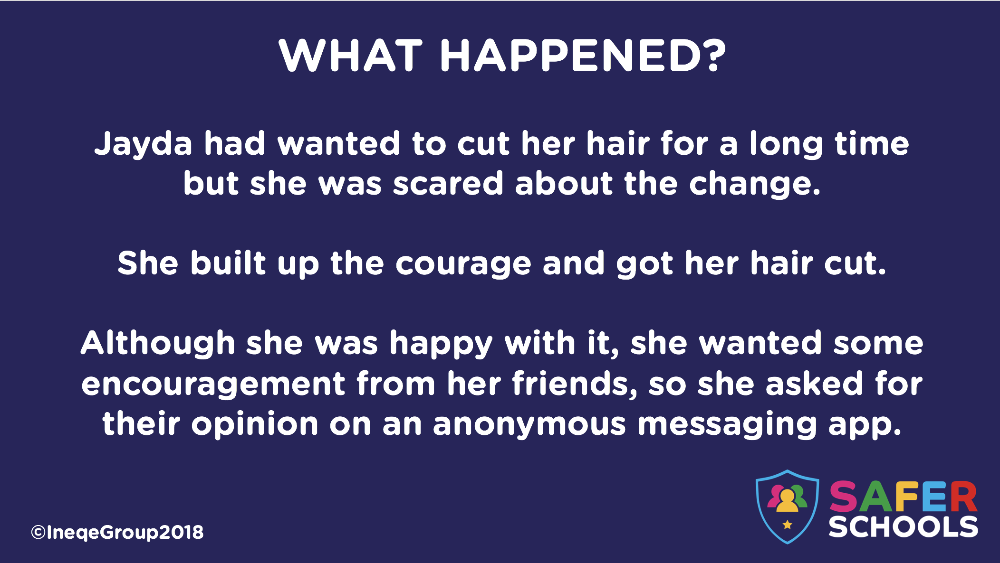 WHAT HAPPENED?
Jayda had wanted to cut her hair for a long time
but she was scared about the change.
She built up the courage and got her hair cut.
Although she was happy with it, she wanted some
encouragement from her friends, so she asked for
their opinion on an anonymous messaging app.
SAFER
SCHOOLS
©IneqeGroup2018